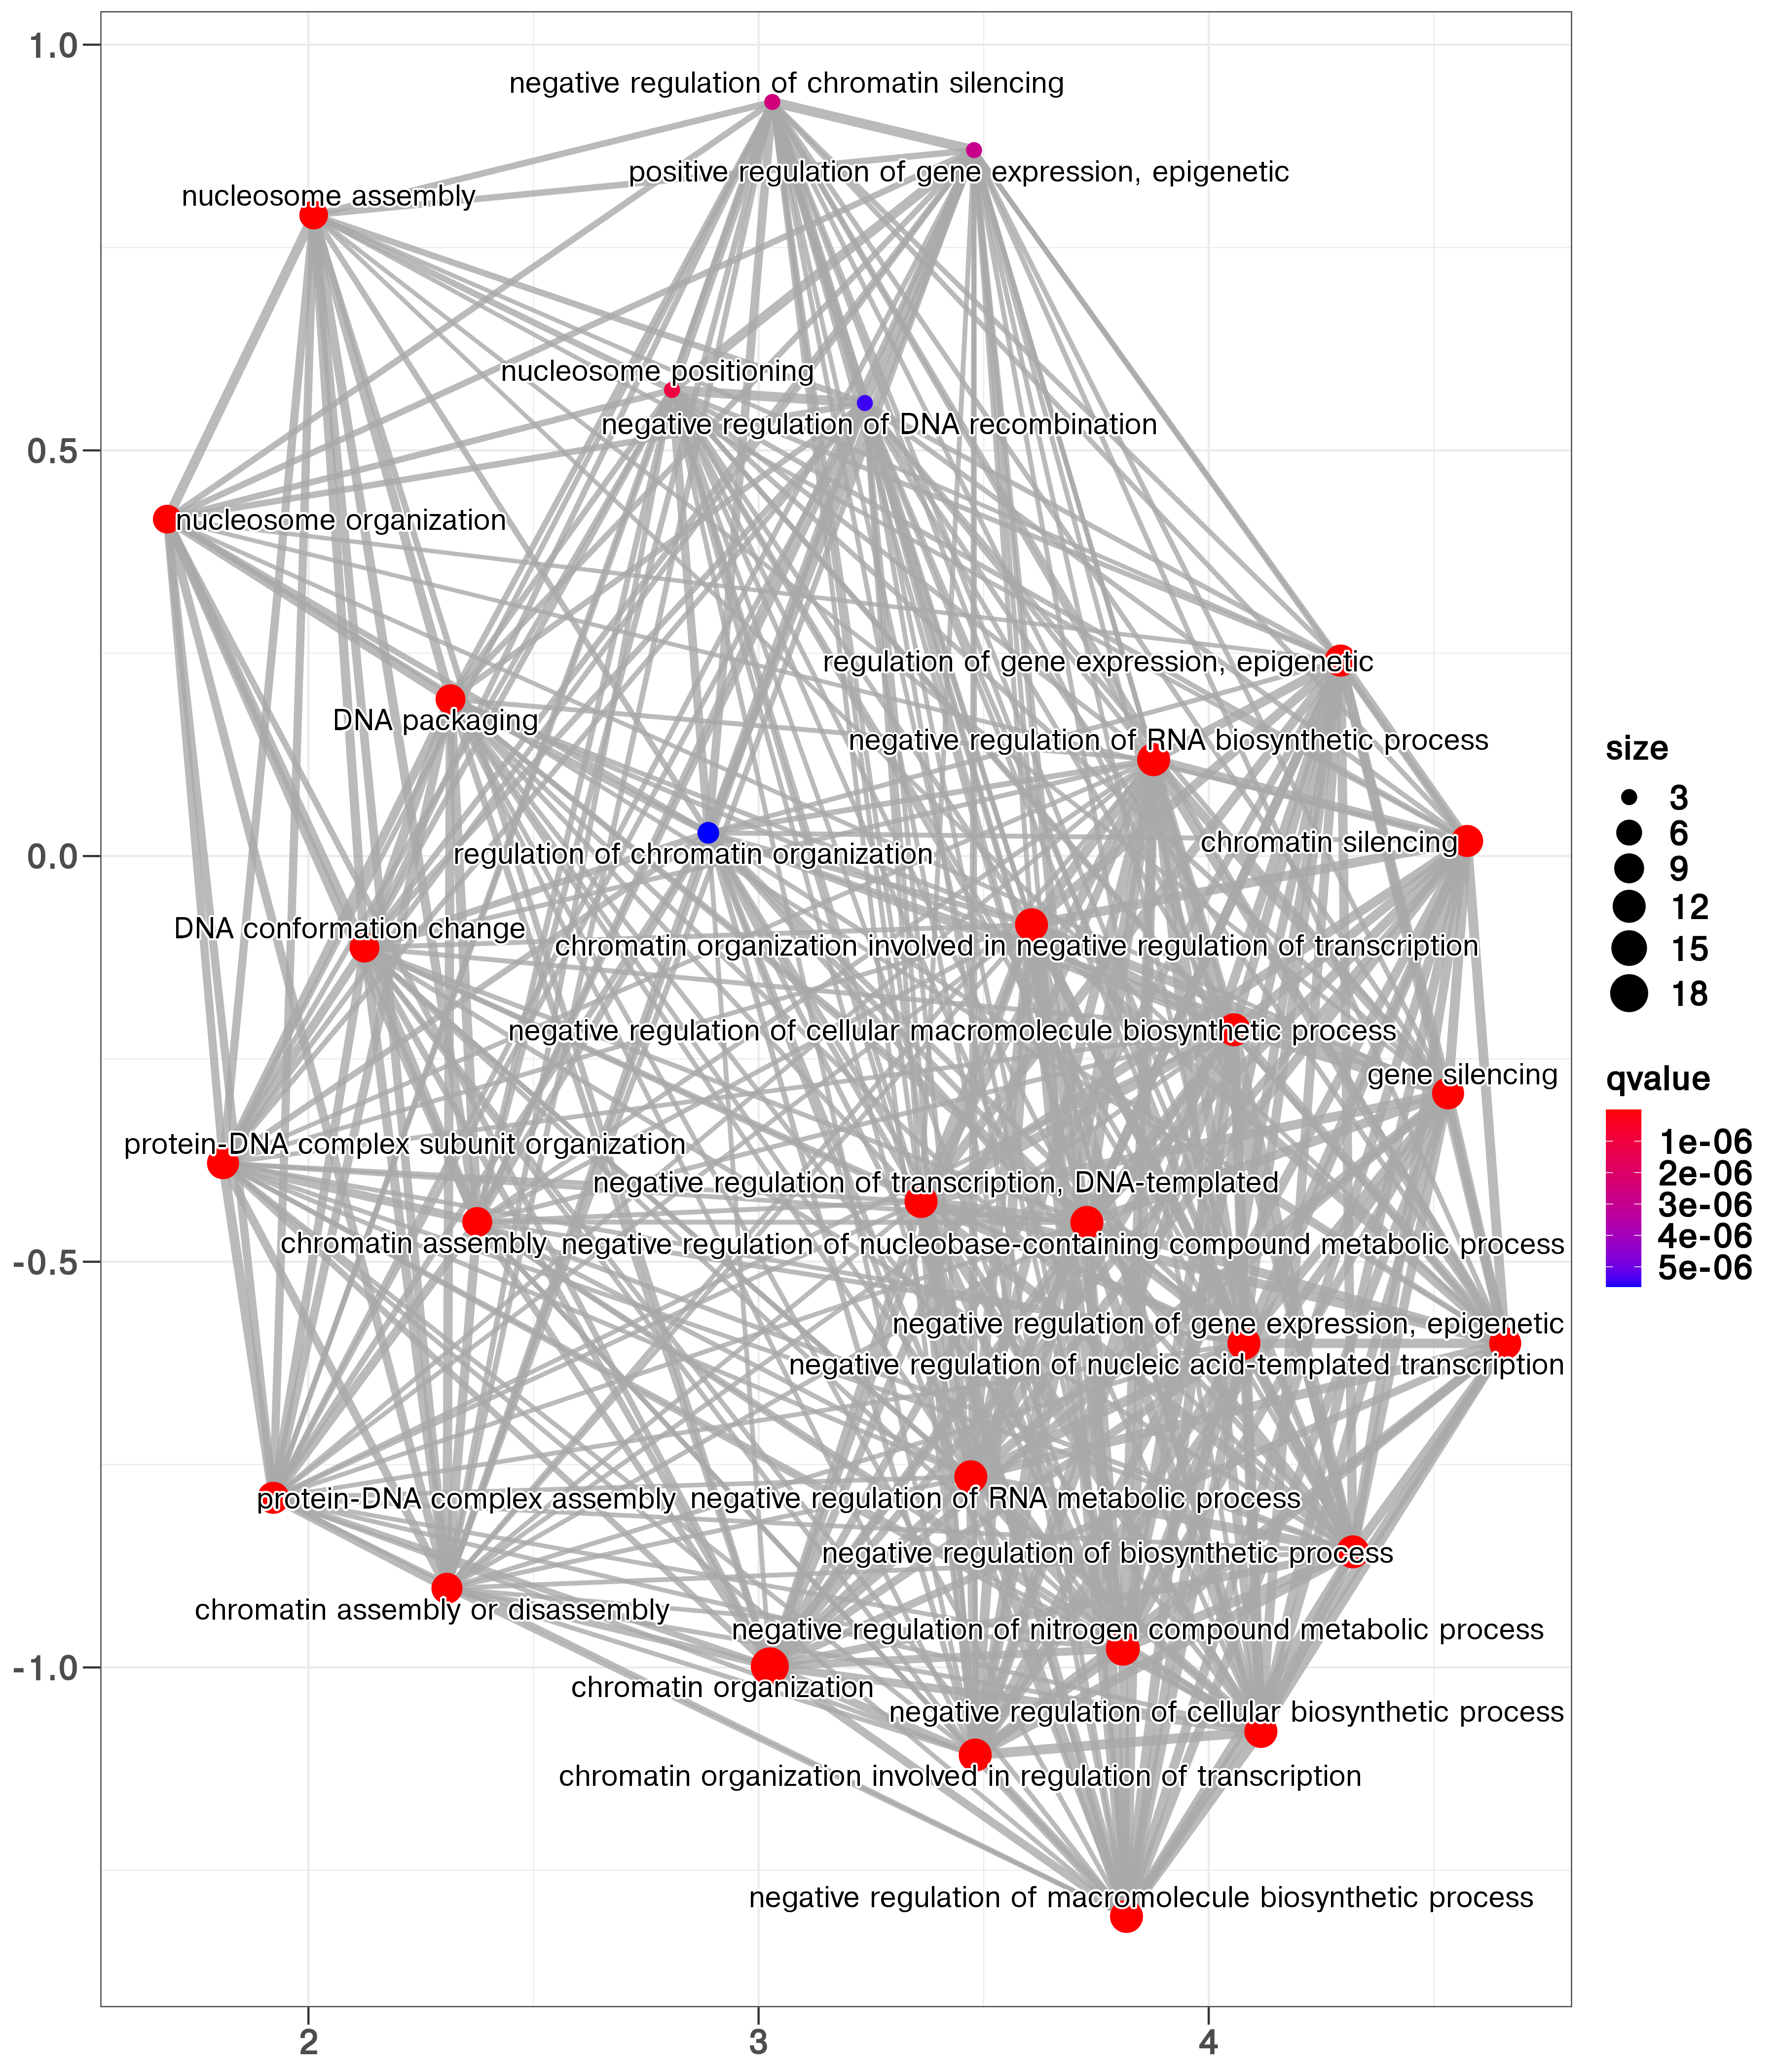 1.0
negative regulation of chromatin silencing
positive regulation of gene expression, epigenetic
nucleosome assembly
nucleosome positioning
negative regulation of DNA recombination
0.5
nucleosome organization
regulation of gene expression, epigenetic
DNA packaging
negative regulation of RNA biosynthetic process
chromatin silencing
0.0
regulation of chromatin organization
DNA conformation change
chromatin organization involved in negative regulation of transcription
negative regulation of cellular macromolecule biosynthetic process
gene silencing
protein-DNA complex subunit organization
negative regulation of transcription, DNA-templated
chromatin assembly
negative regulation of nucleobase-containing compound metabolic process
-0.5
negative regulation of gene expression, epigenetic
negative regulation of nucleic acid-templated transcription
protein-DNA complex assembly
negative regulation of RNA metabolic process
negative regulation of biosynthetic process
chromatin assembly or disassembly
negative regulation of nitrogen compound metabolic process
-1.0
chromatin organization
negative regulation of cellular biosynthetic process
chromatin organization involved in regulation of transcription
negative regulation of macromolecule biosynthetic process
2
3
4
size
3
6
9
12
15
18
qvalue
1e-06
2e-06
3e-06
4e-06
5e-06